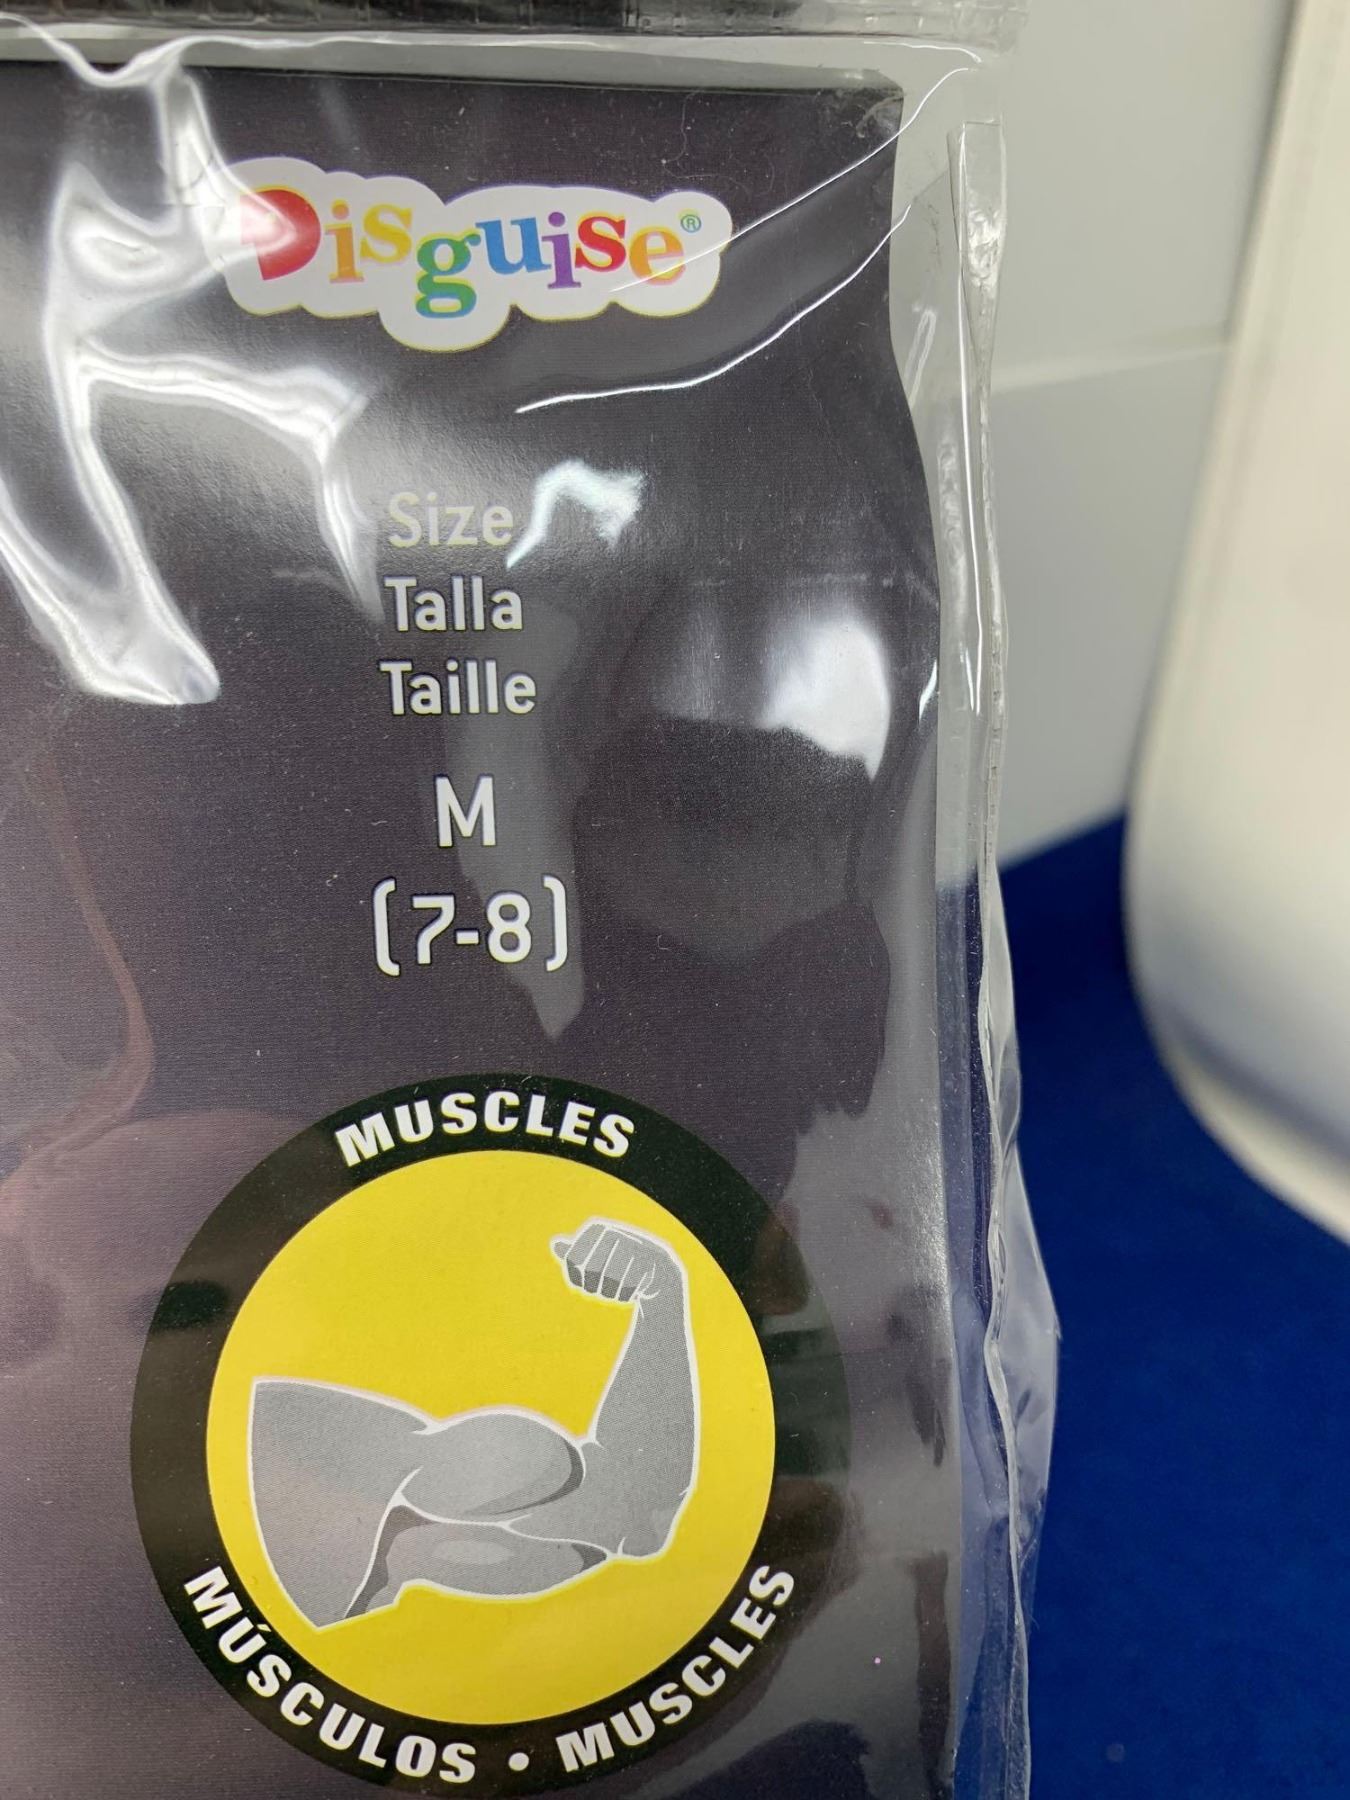 Disguise®
Size
Talla
Taille
M
(7-8)
MUSCLES
MÚSCULOS • MUSCLES